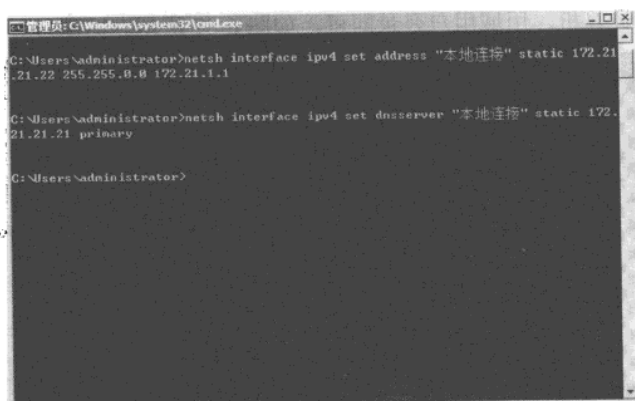 管理员: C:\Windows\system32\cmd.exe
C:\Users\administrator>netsh interface ipv4 set address "本地连接" static 172.21
.21.22 255.255.0.0 172.21.1.1
C:\Users\administrator>netsh interface ipv4 set dnsserver "本地连接" static 172.
21.21.21 primary
C:\Users\administrator>